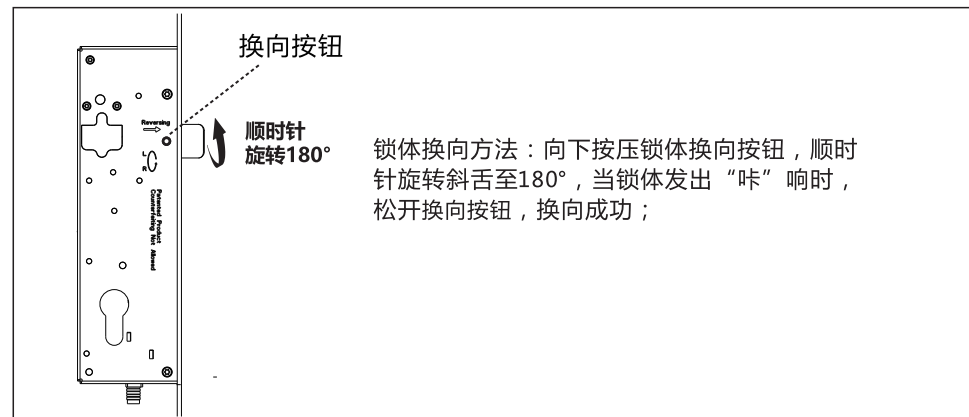 换向按钮
Reversing
顺时针
旋转180°
L
R
锁体换向方法：向下按压锁体换向按钮，顺时
针旋转斜舌至180°，当锁体发出“咔”响时，
松开换向按钮，换向成功；
Patented Product
Counterfeiting Not Allowed